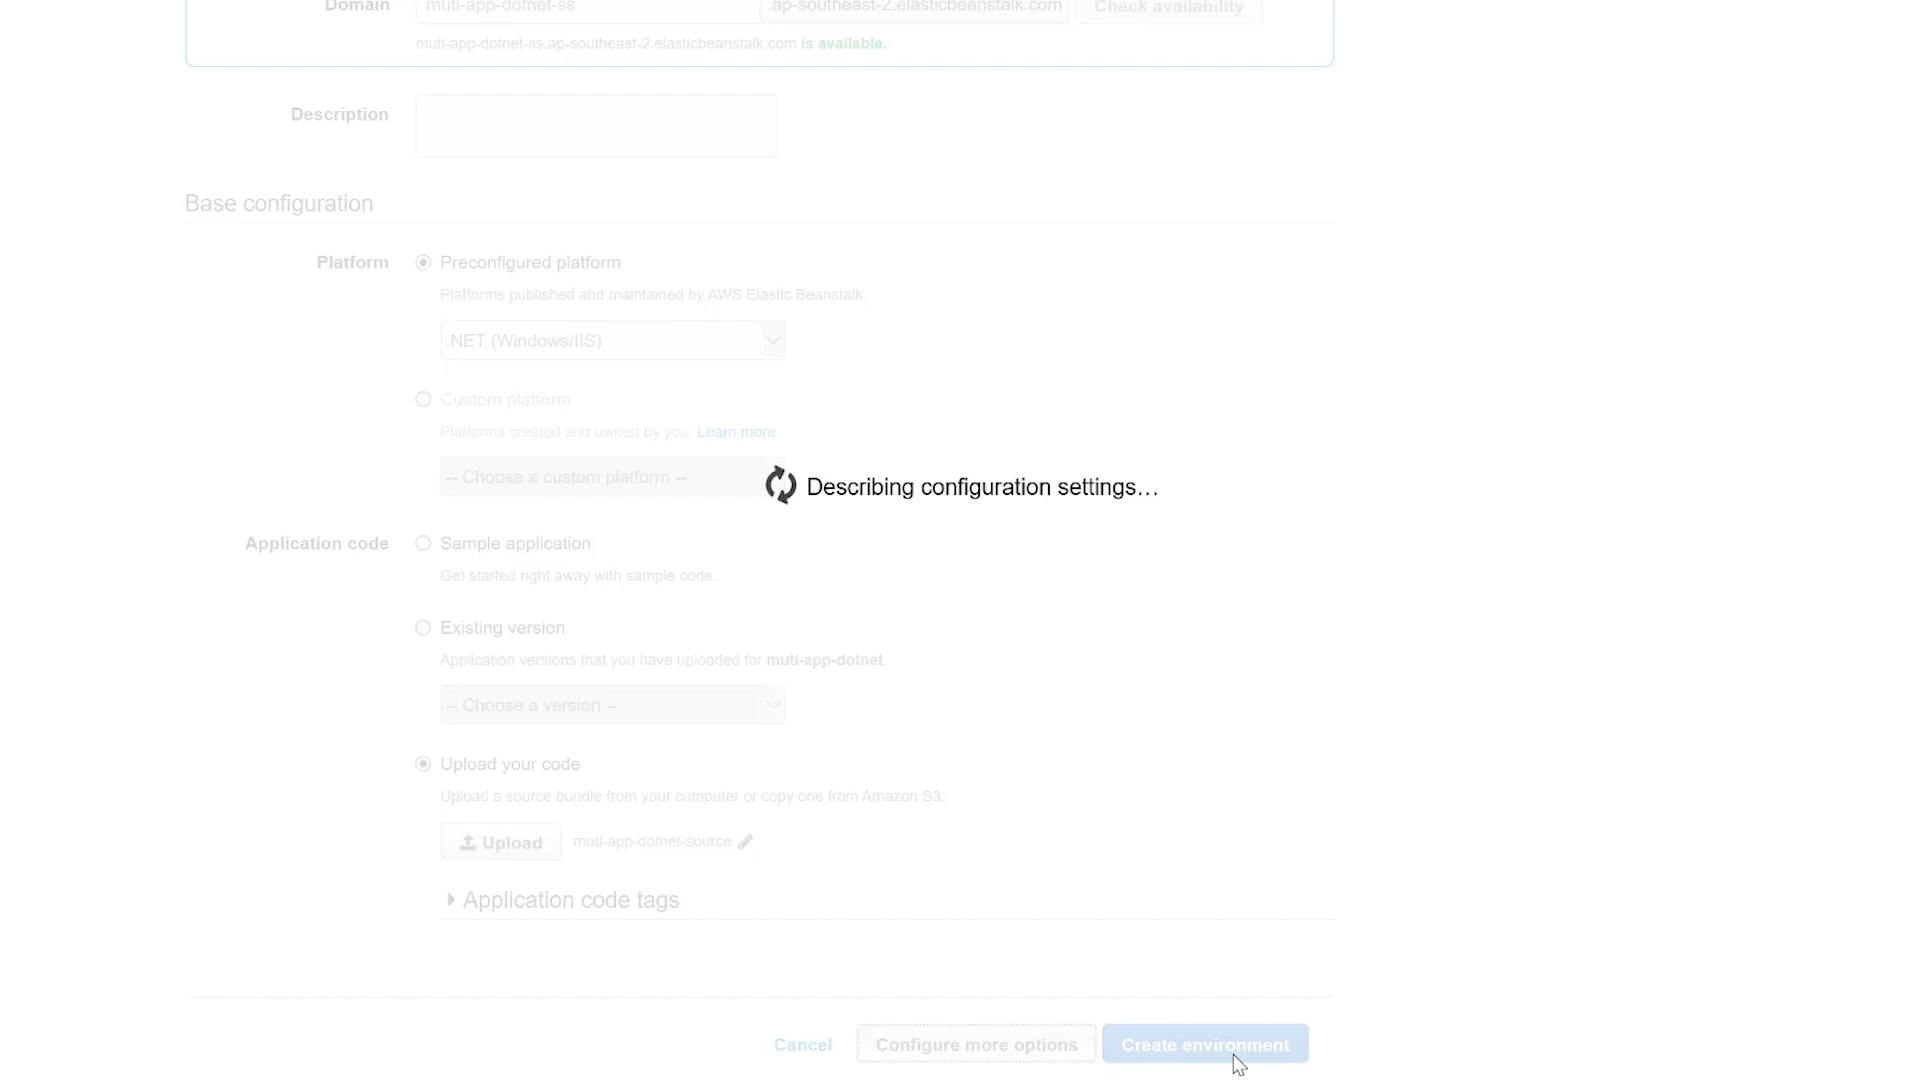 Domain muti-app-dotnet-ss .ap-southeast-2.elasticbeanstalk.com Check availability
muti-app-dotnet-ss.ap-southeast-2.elasticbeanstalk.com is available.
Description
Base configuration
Platform Preconfigured platform
Platforms published and maintained by AWS Elastic Beanstalk.
.NET (Windows/IIS)
Custom platform
Platforms created and owned by you. Learn more
-- Choose a custom platform --
Describing configuration settings…
Application code Sample application
Get started right away with sample code.
Existing version
Application versions that you have uploaded for muti-app-dotnet.
-- Choose a version --
Upload your code
Upload a source bundle from your computer or copy one from Amazon S3.
Upload muti-app-dotnet-source
Application code tags
Cancel Configure more options Create environment